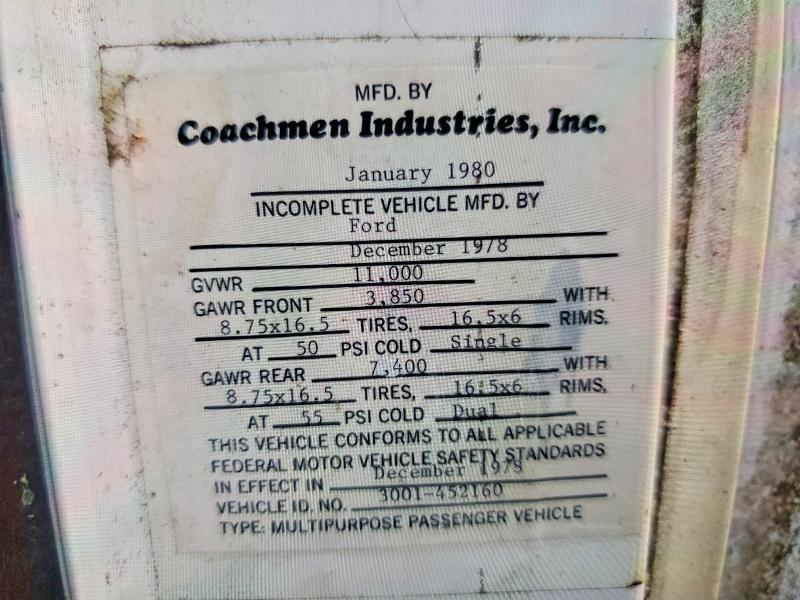 MFD. BY
Coachmen Industries, Inc.
January 1980
INCOMPLETE VEHICLE MFD. BY
Ford
December 1978
GVWR 11,000
GAWR FRONT 3,850 WITH
8.75x16.5 TIRES, 16.5x6 RIMS,
AT 50 PSI COLD Single
GAWR REAR 7,400 WITH
8.75x16.5 TIRES, 16.5x6 RIMS,
AT 55 PSI COLD Dual
THIS VEHICLE CONFORMS TO ALL APPLICABLE
FEDERAL MOTOR VEHICLE SAFETY STANDARDS
IN EFFECT IN December 1978
VEHICLE ID. NO. 3001-452160
TYPE: MULTIPURPOSE PASSENGER VEHICLE